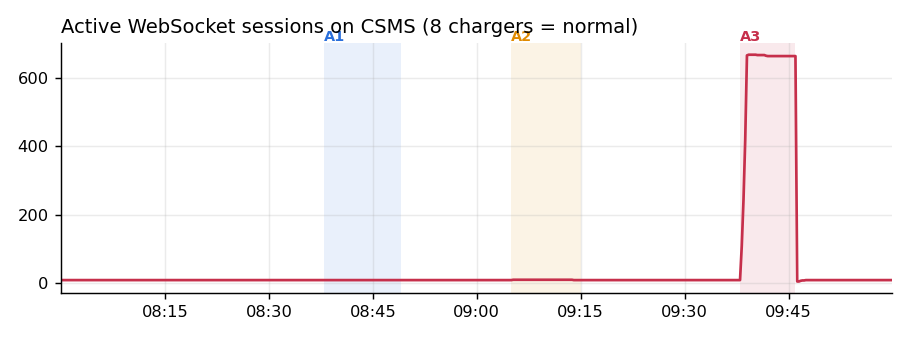 Active WebSocket sessions on CSMS (8 chargers = normal)
A1
A2
A3
600
400
200
0
08:15
08:30
08:45
09:00
09:15
09:30
09:45